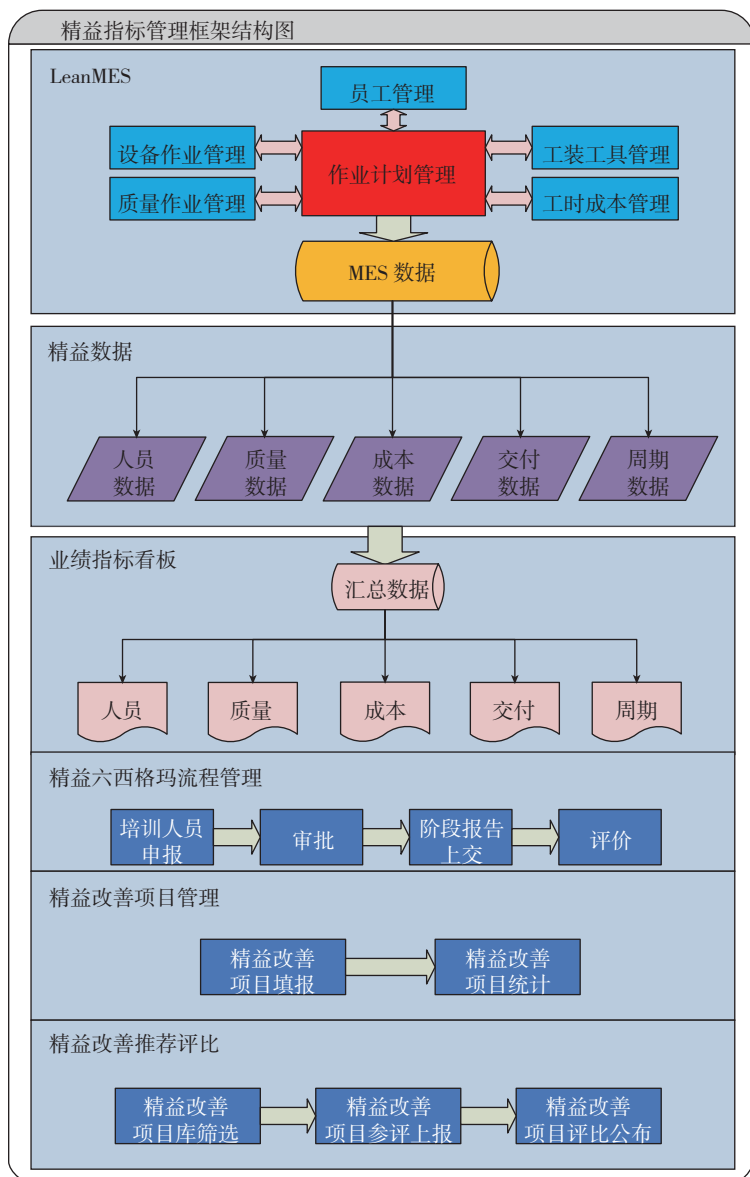 精益指标管理框架结构图
LeanMES
员工管理
设备作业管理
工装工具管理
作业计划管理
质量作业管理
工时成本管理
MES 数据
精益数据
人员
数据
质量
数据
成本
数据
交付
数据
周期
数据
业绩指标看板
汇总数据
人员
质量
成本
交付
周期
精益六西格玛流程管理
培训人员
申报
审批
阶段报告
上交
评价
精益改善项目管理
精益改善
项目填报
精益改善
项目统计
精益改善推荐评比
精益改善
项目库筛选
精益改善
项目参评上报
精益改善
项目评比公布